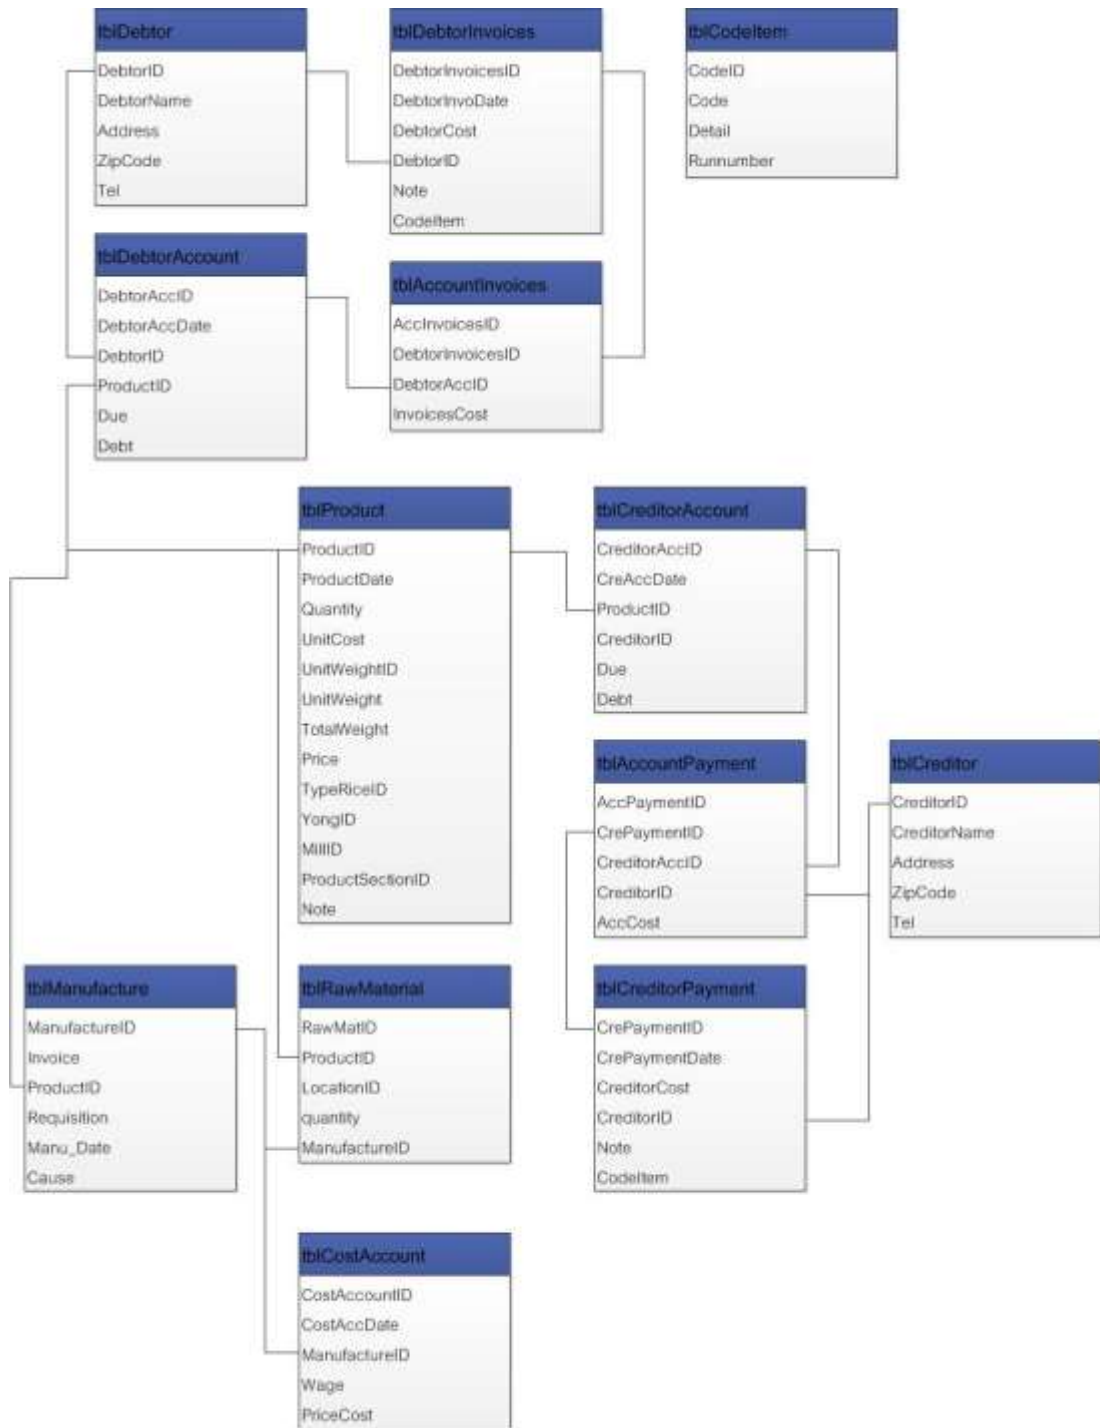 tblDebtor
DebtorID
DebtorName
Address
ZipCode
Tel
tblDebtorInvoices
DebtorInvoicesID
DebtorInvoDate
DebtorCost
DebtorID
Note
CodeItem
tblCodeItem
CodeID
Code
Detail
Runnumber
tblDebtorAccount
DebtorAccID
DebtorAccDate
DebtorID
ProductID
Due
Debt
tblAccountInvoices
AccInvoicesID
DebtorInvoicesID
DebtorAccID
InvoicesCost
tblProduct
ProductID
ProductDate
Quantity
UnitCost
UnitWeightID
UnitWeight
TotalWeight
Price
TypeRiceID
YongID
MillID
ProductSectionID
Note
tblCreditorAccount
CreditorAccID
CreAccDate
ProductID
CreditorID
Due
Debt
tblAccountPayment
AccPaymentID
CrePaymentID
CreditorAccID
CreditorID
AccCost
tblCreditor
CreditorID
CreditorName
Address
ZipCode
Tel
tblManufacture
ManufactureID
Invoice
ProductID
Requisition
Manu_Date
Cause
tblRawMaterial
RawMatID
ProductID
LocationID
quantity
ManufactureID
tblCreditorPayment
CrePaymentID
CrePaymentDate
CreditorCost
CreditorID
Note
CodeItem
tblCostAccount
CostAccountID
CostAccDate
ManufactureID
Wage
PriceCost